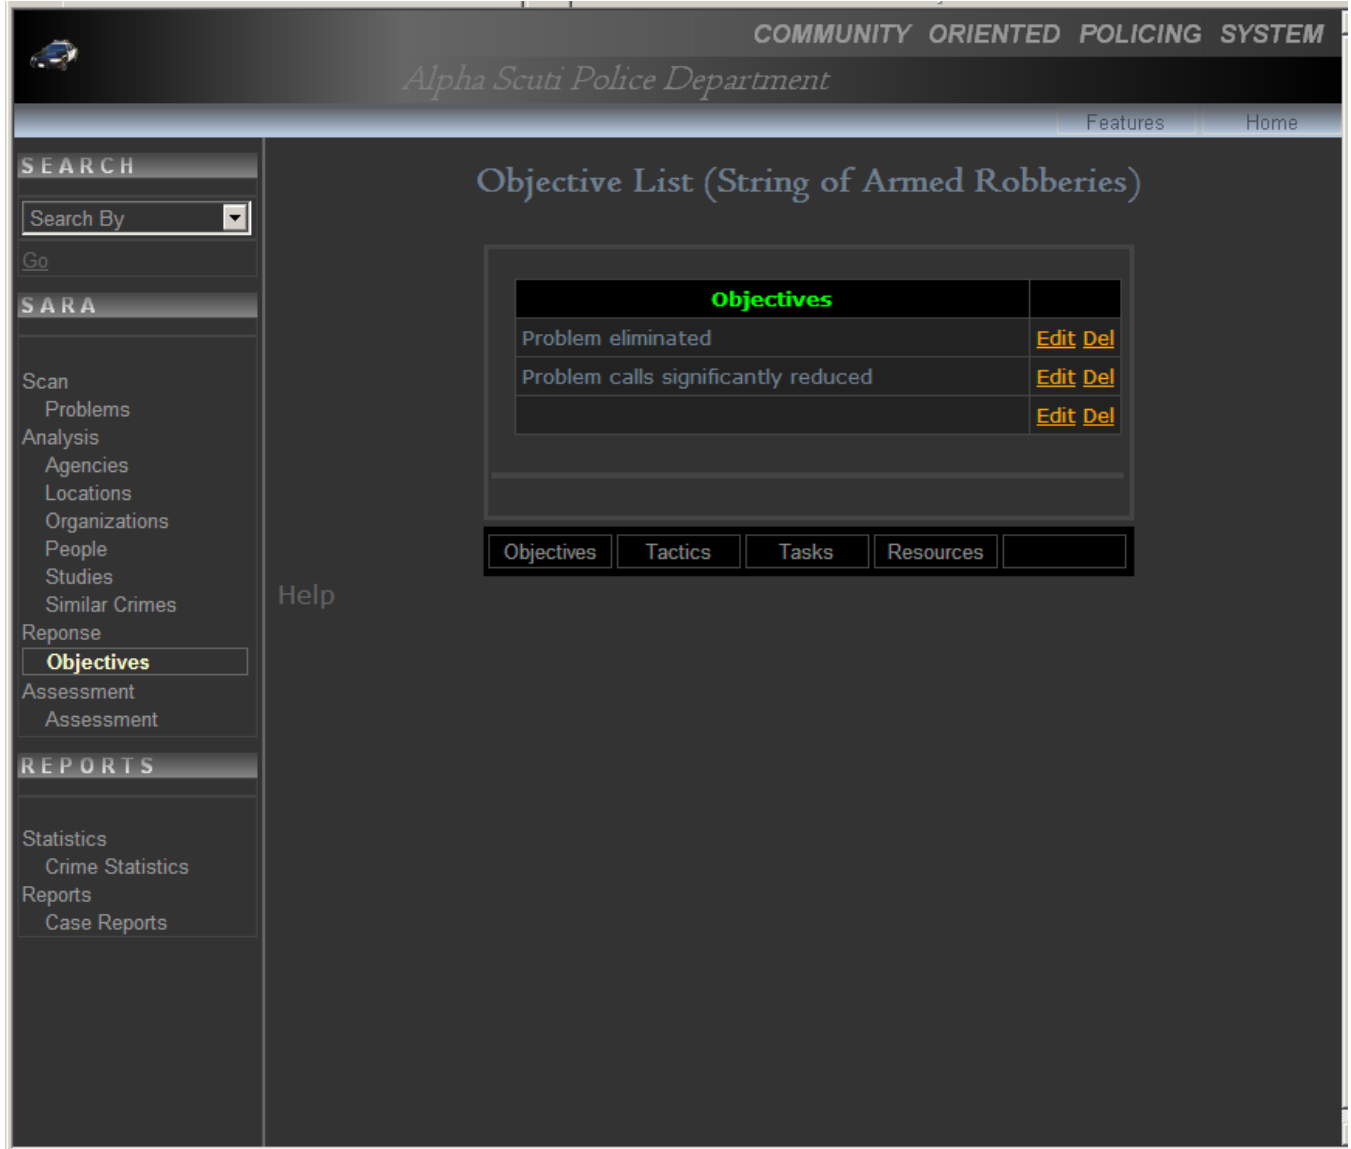 COMMUNITY ORIENTED POLICING SYSTEM
Alpha Scuti Police Department
Features Home
SEARCH
Search By
Go
SARA
Scan
Problems
Analysis
Agencies
Locations
Organizations
People
Studies
Similar Crimes
Reponse
Objectives
Assessment
Assessment
REPORTS
Statistics
Crime Statistics
Reports
Case Reports
Objective List (String of Armed Robberies)
Objectives
Problem eliminated Edit Del
Problem calls significantly reduced Edit Del
Edit Del
Objectives Tactics Tasks Resources
Help